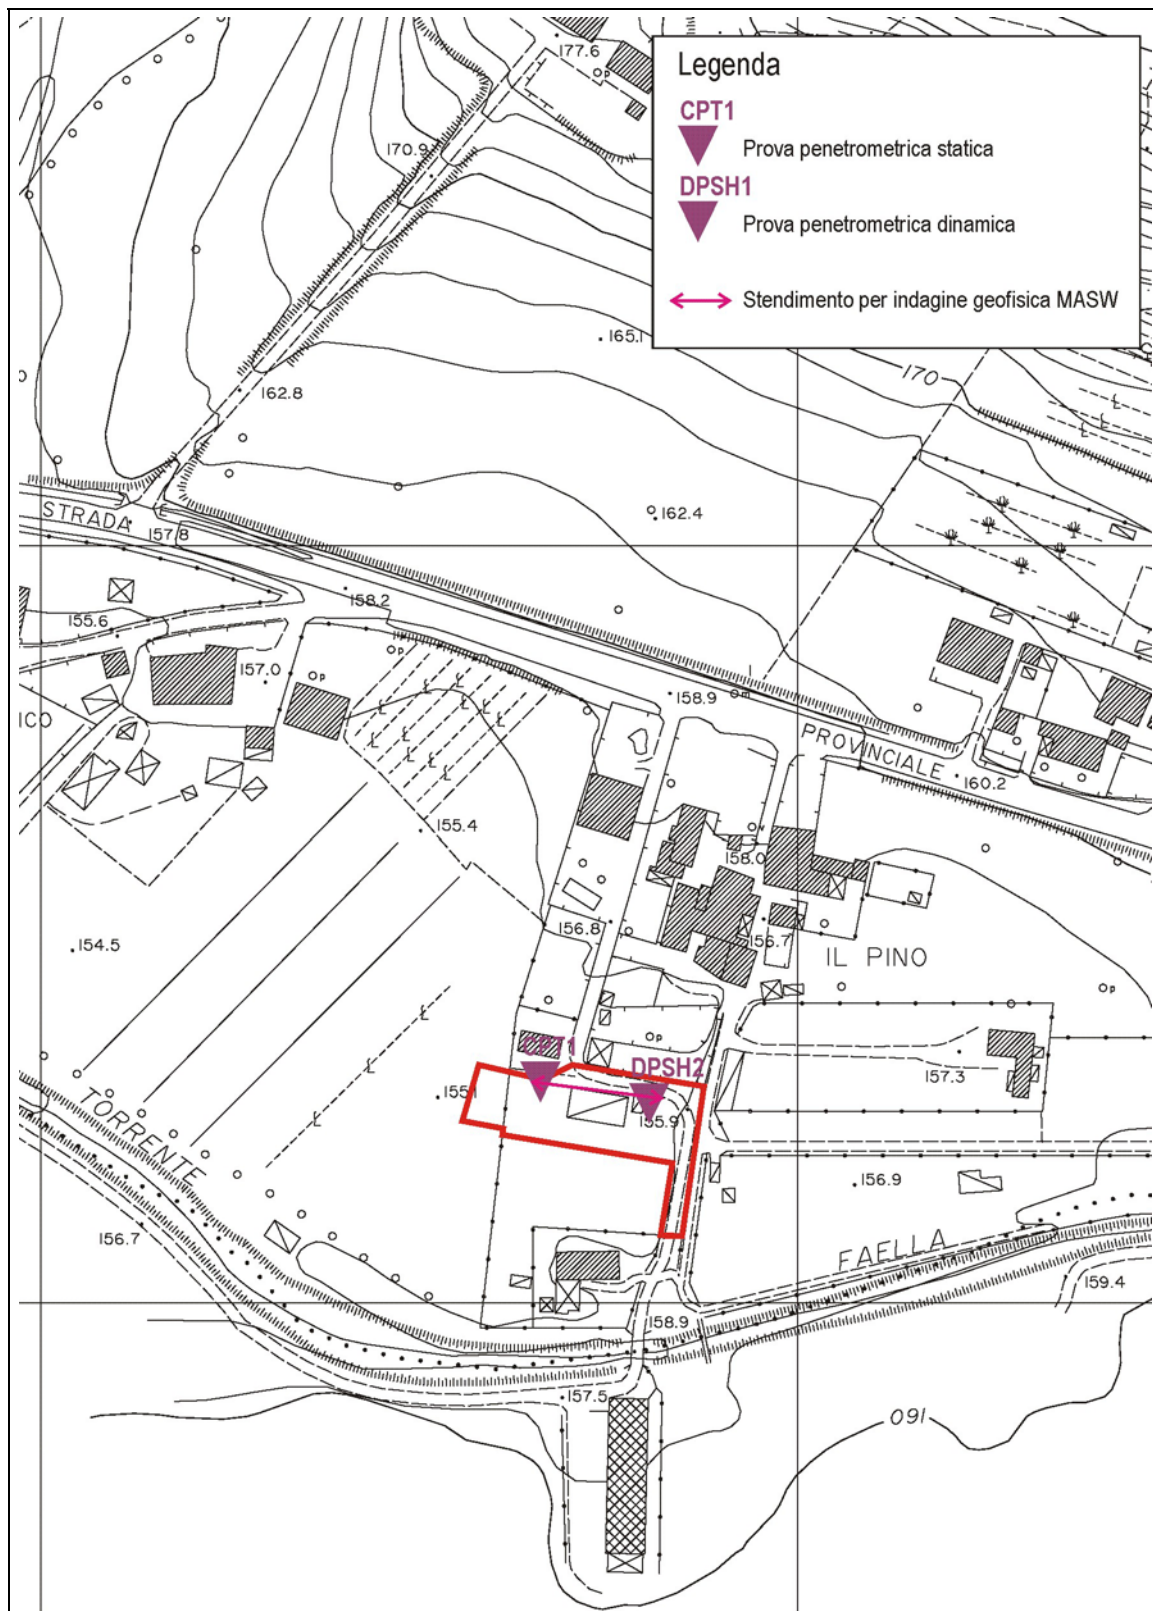 177.6
p
Legenda
CPT1
Prova penetrometrica statica
DPSH1
Prova penetrometrica dinamica
Stendimento per indagine geofisica MASW
170.9
165.1
162.8
170
162.4
STRADA
157.8
158.2
155.6
157.0
p
p
158.9
m
ICO
PROVINCIALE
160.2
155.4
v
158.0
156.8
156.7
154.5
IL PINO
p
p
CPT1
DPSH2
157.3
155.1
155.9
TORRENTE
156.9
156.7
FAELLA
159.4
158.9
157.5
160